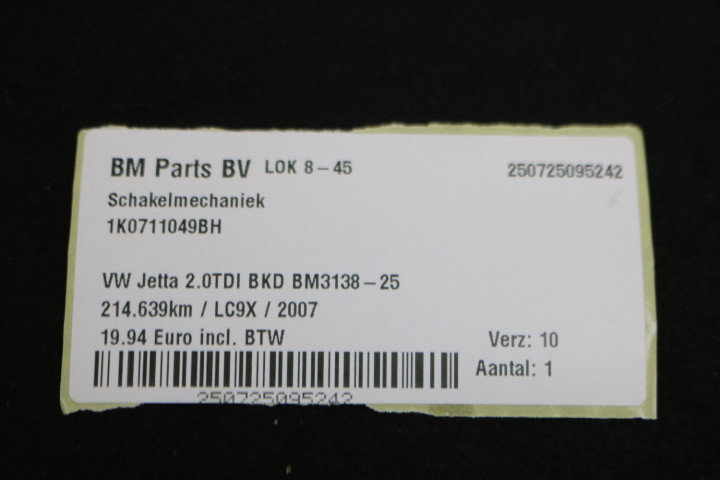 BM Parts BV LOK 8-45 250725095242
Schakelmechaniek
1K0711049BH
VW Jetta 2.0TDI BKD BM3138-25
214.639km / LC9X / 2007
19.94 Euro incl. BTW Verz: 10
Aantal: 1
250725095242